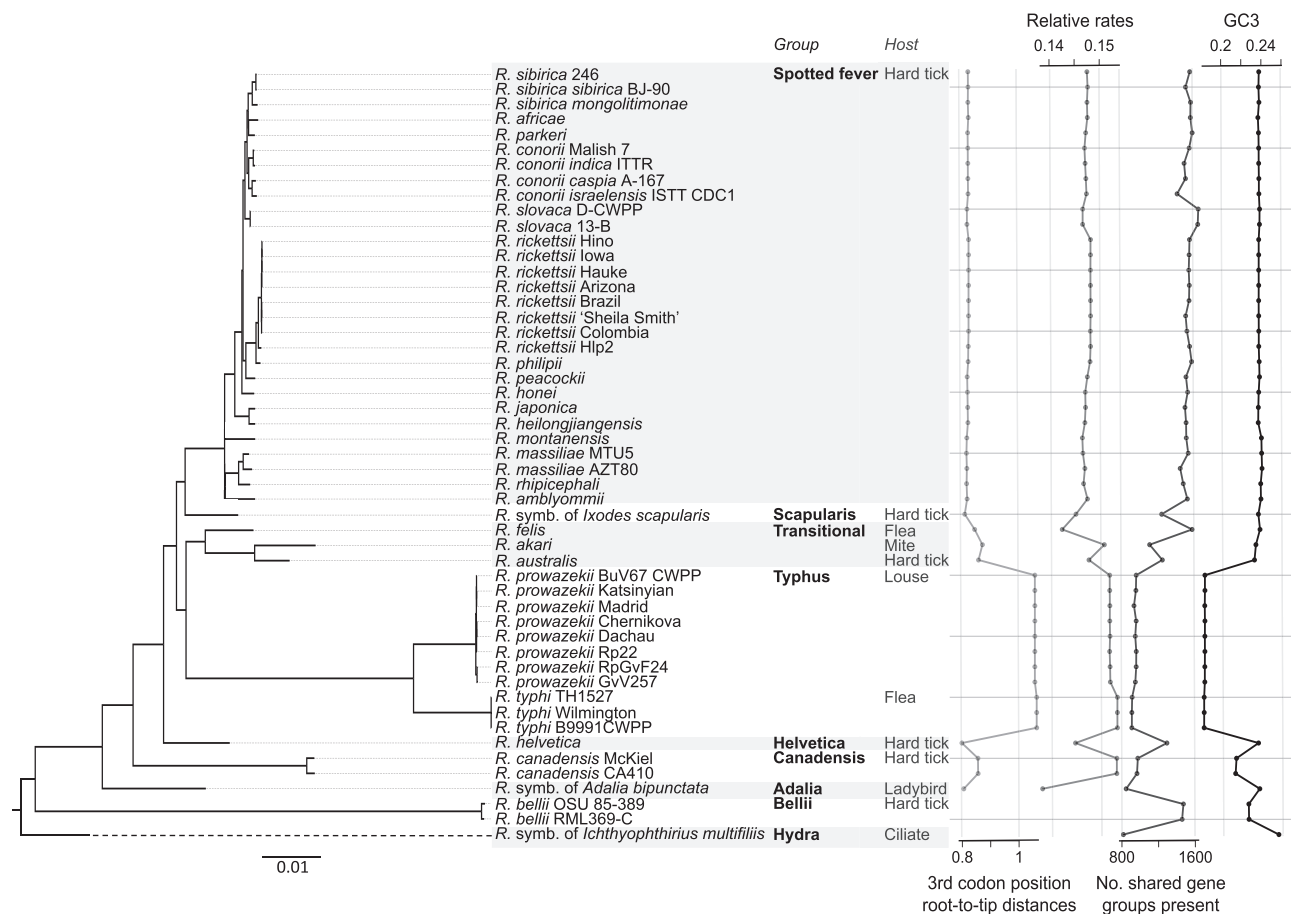 Relative rates GC3
Group Host 0.14 0.15 0.2 0.24
R. sibirica 246 Spotted fever Hard tick
R. sibirica sibirica BJ-90
R. sibirica mongolitimonae
R. africae
R. parkeri
R. conorii Malish 7
R. conorii indica ITTR
R. conorii caspia A-167
R. conorii israelensis ISTT CDC1
R. slovaca D-CWPP
R. slovaca 13-B
R. rickettsii Hino
R. rickettsii Iowa
R. rickettsii Hauke
R. rickettsii Arizona
R. rickettsii Brazil
R. rickettsii ‘Sheila Smith’
R. rickettsii Colombia
R. rickettsii Hlp2
R. philipii
R. peacockii
R. honei
R. japonica
R. heilongjiangensis
R. montanensis
R. massiliae MTU5
R. massiliae AZT80
R. rhipicephali
R. amblyommii
R. symb. of Ixodes scapularis Scapularis Hard tick
R. felis Transitional Flea
R. akari Mite
R. australis Hard tick
R. prowazekii BuV67 CWPP Typhus Louse
R. prowazekii Katsinyian
R. prowazekii Madrid
R. prowazekii Chernikova
R. prowazekii Dachau
R. prowazekii Rp22
R. prowazekii RpGvF24
R. prowazekii GvV257
R. typhi TH1527 Flea
R. typhi Wilmington
R. typhi B9991CWPP
R. helvetica Helvetica Hard tick
R. canadensis McKiel Canadensis Hard tick
R. canadensis CA410
R. symb. of Adalia bipunctata Adalia Ladybird
R. bellii OSU 85-389 Bellii Hard tick
R. bellii RML369-C
R. symb. of Ichthyophthirius multifiliis Hydra Ciliate
0.01 0.8 1 800 1600
3rd codon position No. shared gene
root-to-tip distances groups present